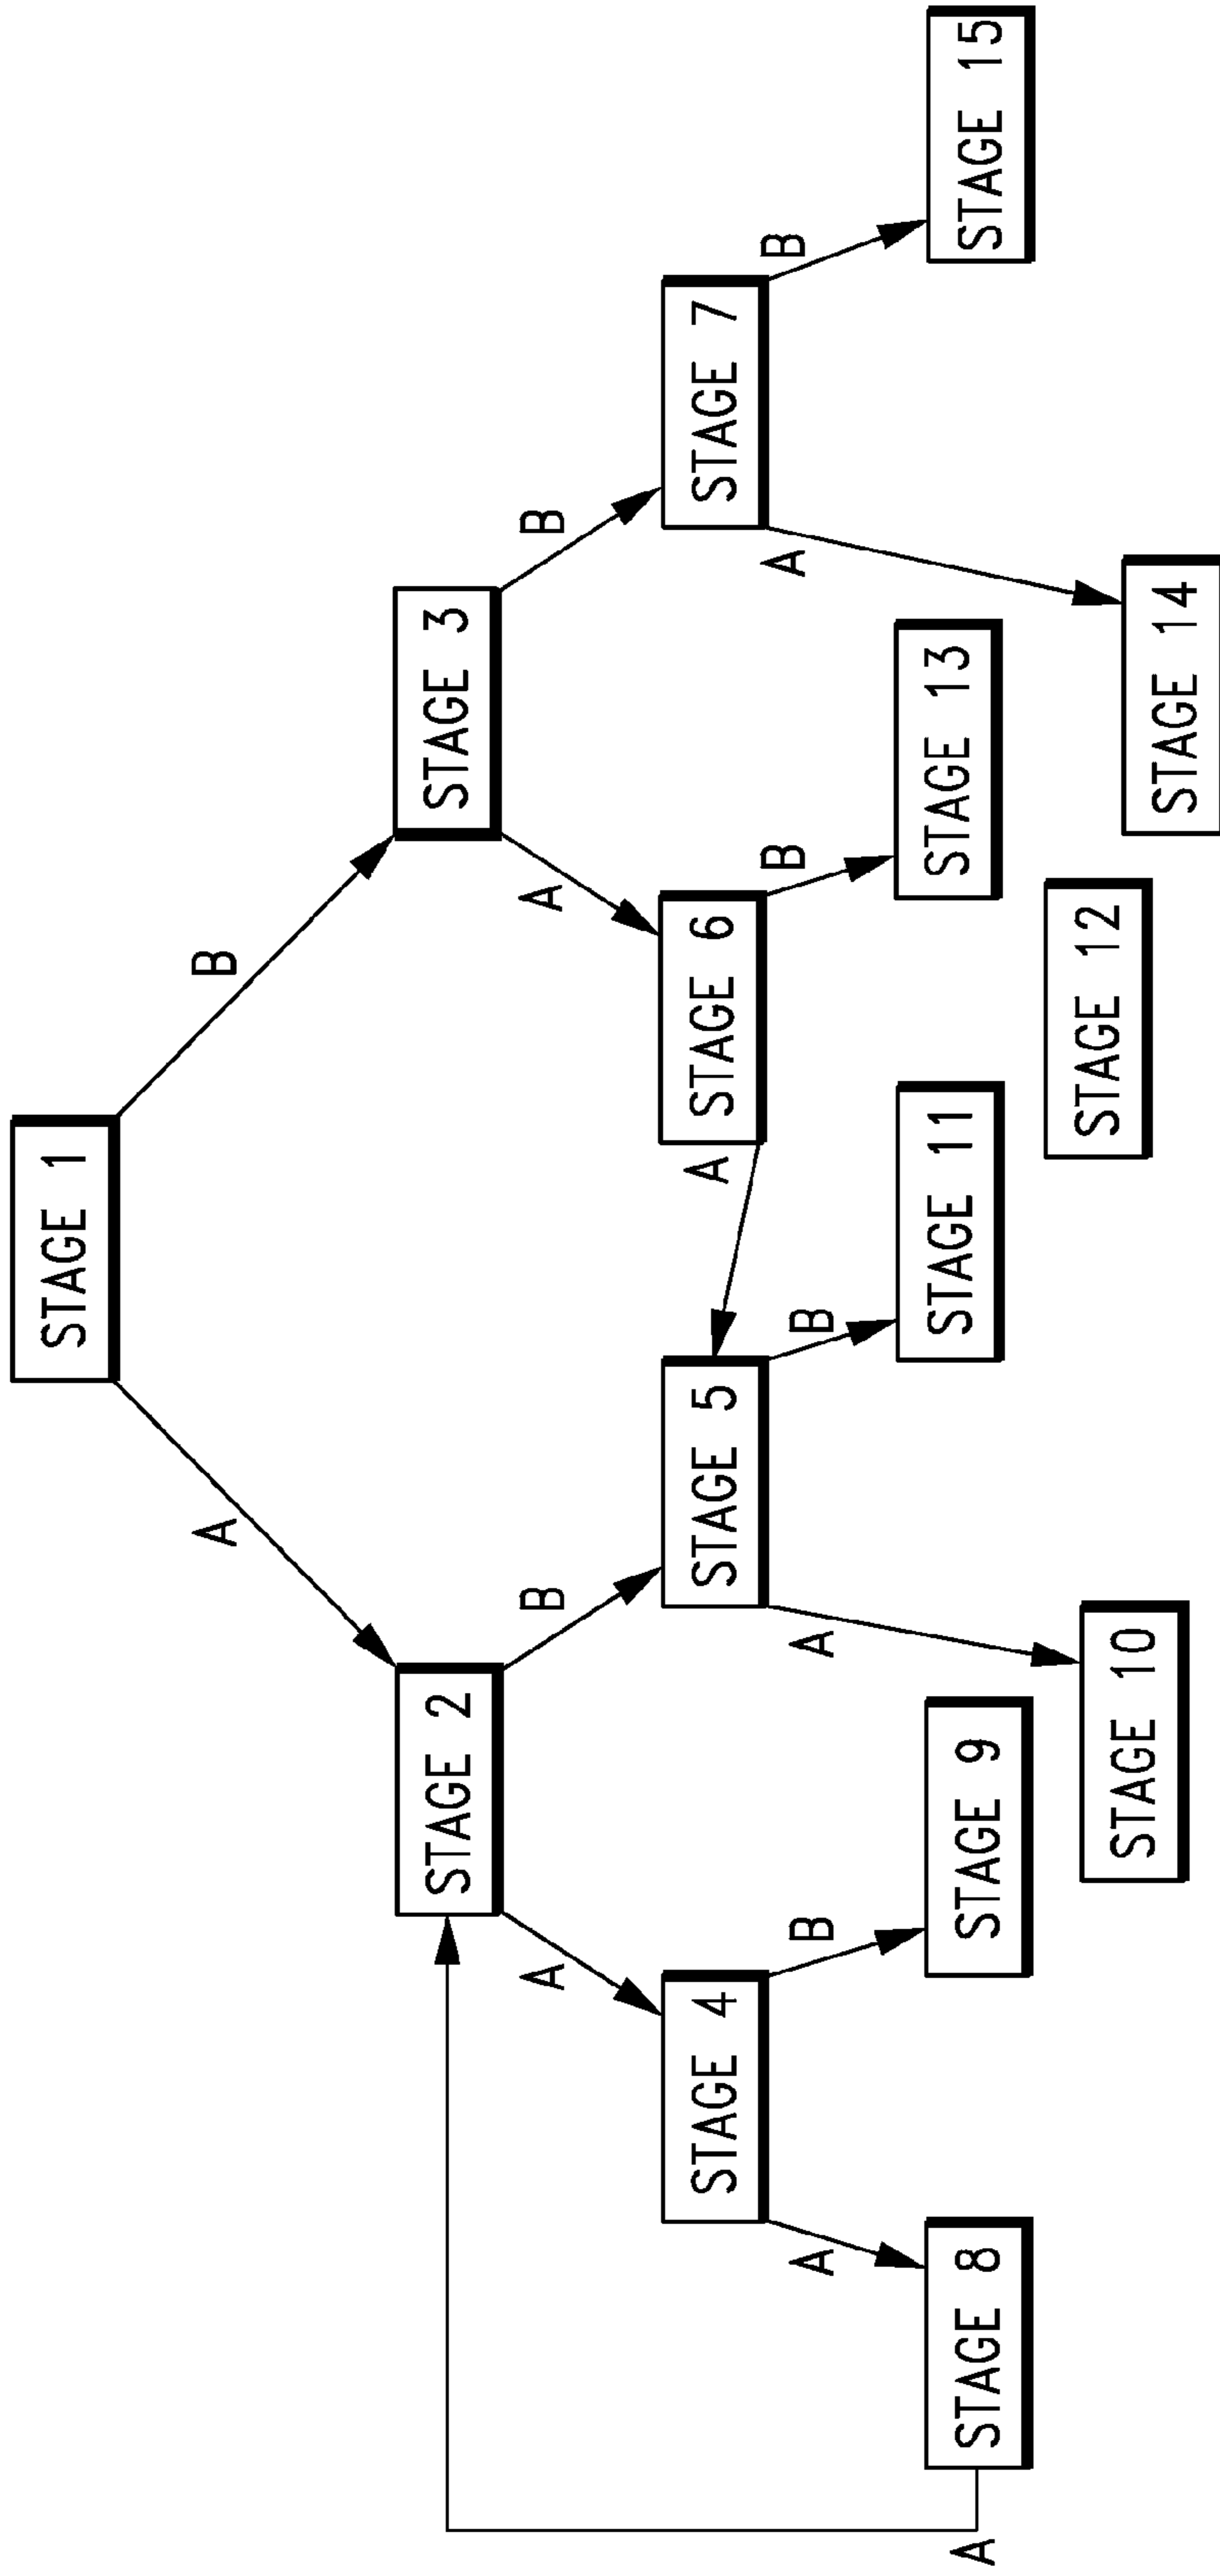 STAGE 1
A
B
STAGE 2
STAGE 3
A
B
A
B
STAGE 4
STAGE 5
A
STAGE 6
STAGE 7
A
B
A
B
B
A
B
STAGE 8
STAGE 9
STAGE 11
STAGE 13
STAGE 15
A
STAGE 10
STAGE 12
STAGE 14